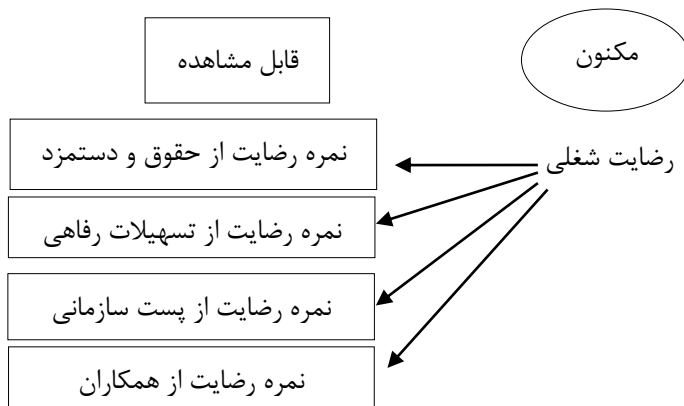 مکنون
قابل مشاهده
رضایت شغلی
نمره رضایت از حقوق و دستمزد
نمره رضایت از تسهیلات رفاهی
نمره رضایت از پست سازمانی
نمره رضایت از همکاران